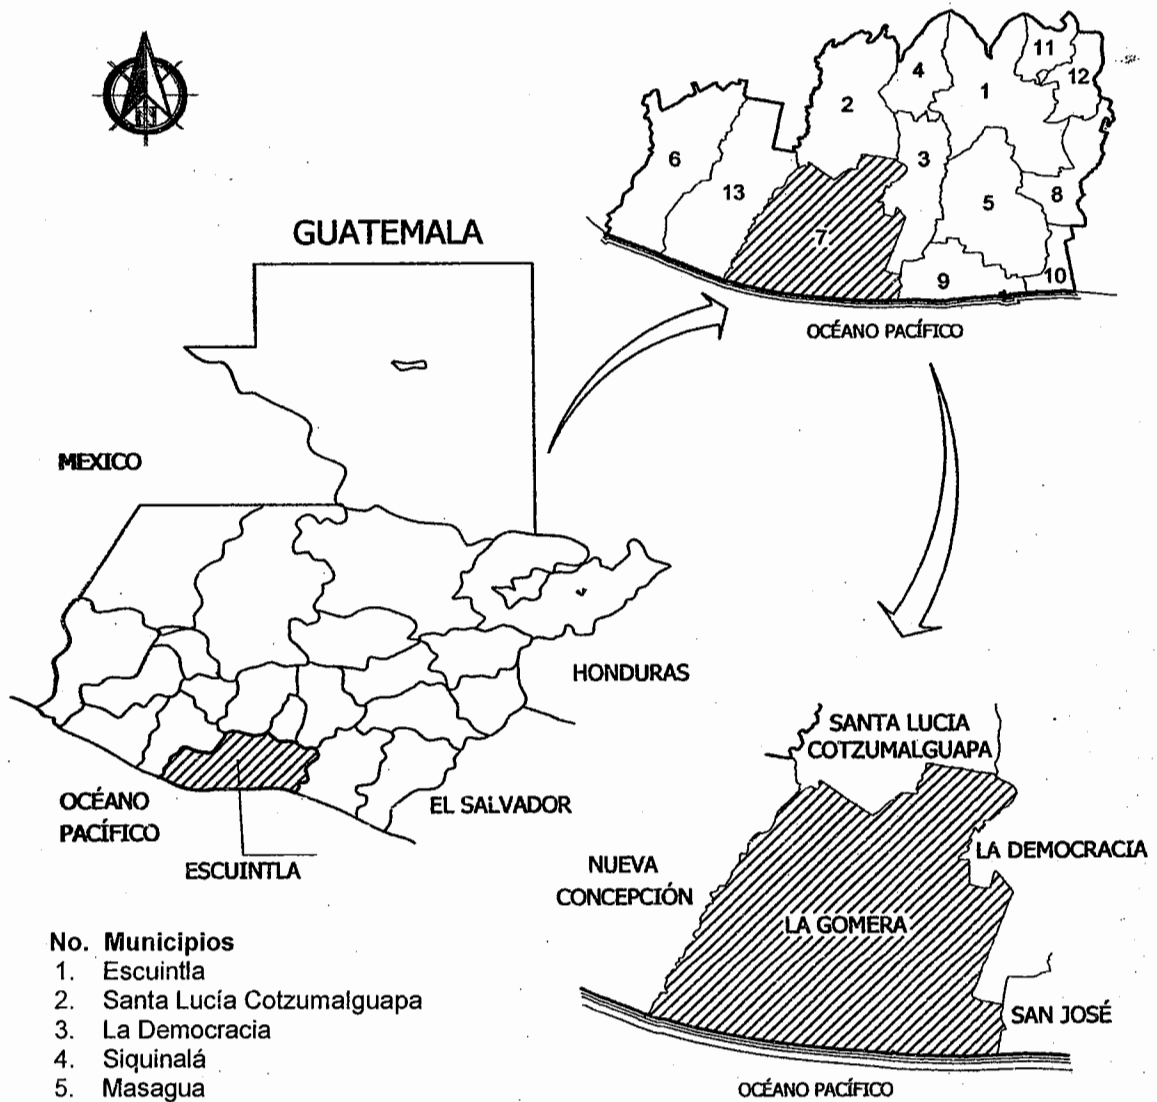 11
4
12
1
2
3
6
13
8
5
7
9
10
OCÉANO PACÍFICO
GUATEMALA
MEXICO
HONDURAS
OCÉANO
PACÍFICO
EL SALVADOR
ESCUINTLA
SANTA LUCIA
COTZUMALGUAPA
LA DEMOCRACIA
NUEVA
CONCEPCIÓN
LA GOMERA
SAN JOSÉ
OCÉANO PACÍFICO
No. Municipios
1. Escuintla
2. Santa Lucía Cotzumalguapa
3. La Democracia
4. Siquinalá
5. Masagua